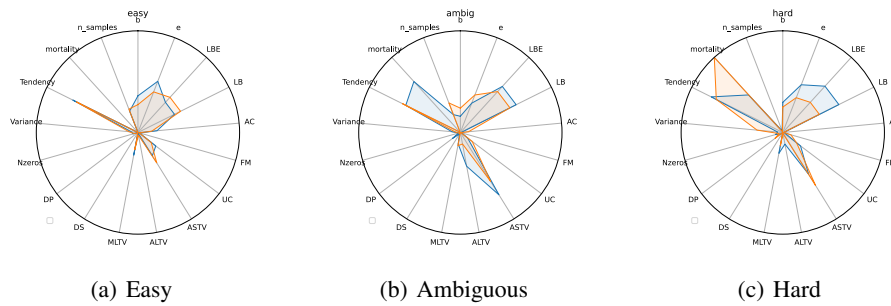 easy
b
n_samples
e
mortality
LBE
Tendency
LB
Variance
AC
Nzeros
FM
DP
UC
DS
ASTV
MLTV
ALTV
ambig
b
n_samples
e
mortality
LBE
Tendency
LB
Variance
AC
Nzeros
FM
DP
UC
DS
ASTV
MLTV
ALTV
hard
b
n_samples
e
mortality
LBE
Tendency
LB
Variance
A
Nzeros
DP
UC
DS
ASTV
MLTV
ALTV
(a) Easy
(b) Ambiguous
(c) Hard